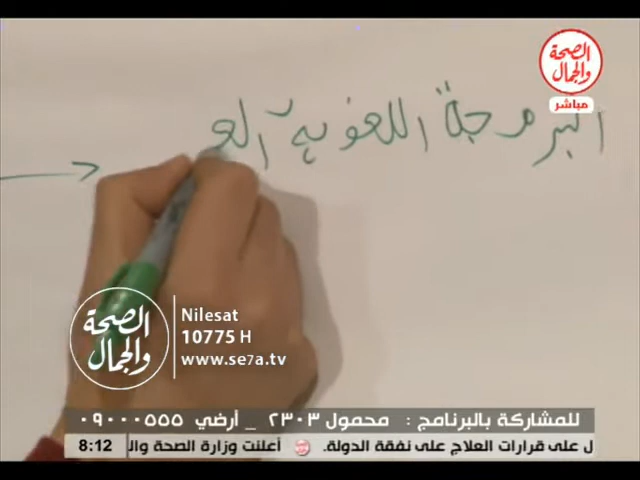 الصحة
والجمال
مباشر
البرمجة اللغوية الع
الصحة
والجمال
Nilesat
10775 H
www.se7a.tv
للمشاركة بالبرنامج : محمول ٢٣٠٣ _ أرضي ٠٩٠٠٠٥٥٥
ل على قرارات العلاج على نفقة الدولة. أعلنت وزارة الصحة وال
8:12